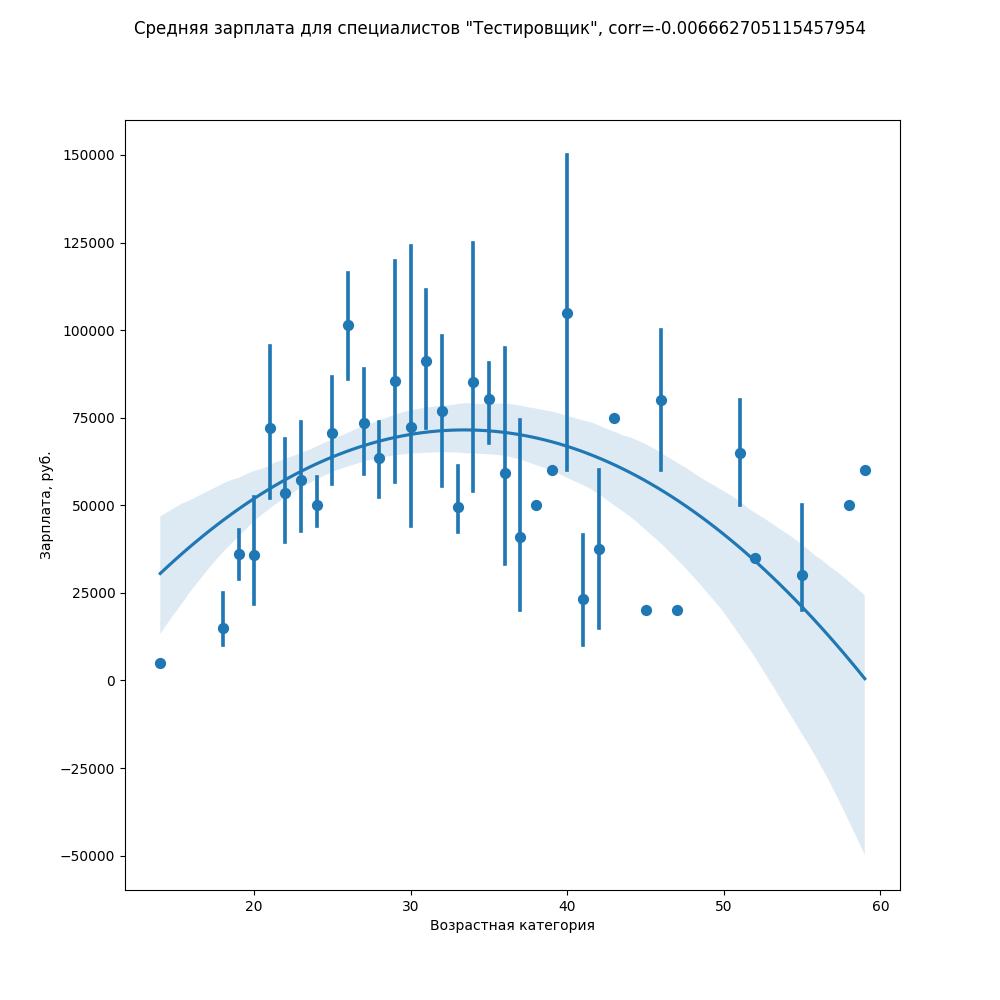 Средняя зарплата для специалистов "Тестировщик", corr=-0.006662705115457954
150000
125000
100000
75000
50000
25000
0
−25000
−50000
Зарплата, руб.
20 30 40 50 60
Возрастная категория